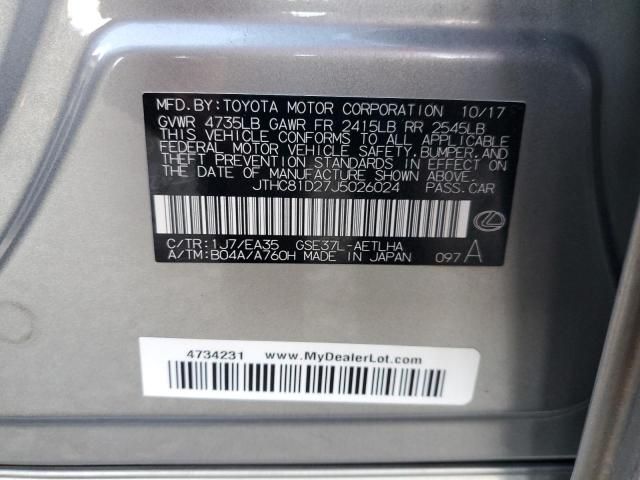 MFD.BY:TOYOTA MOTOR CORPORATION 10/17
GVWR 4735LB GAWR FR 2415LB RR 2545LB
THIS VEHICLE CONFORMS TO ALL APPLICABLE
FEDERAL MOTOR VEHICLE SAFETY, BUMPER, AND
THEFT PREVENTION STANDARDS IN EFFECT ON
THE DATE OF MANUFACTURE SHOWN ABOVE.
JTHC81D27J5026024 PASS.CAR
C/TR:1J7/EA35 GSE37L-AETLHA
A/TM:B04A/A760H MADE IN JAPAN 097 A
4734231 www.MyDealerLot.com